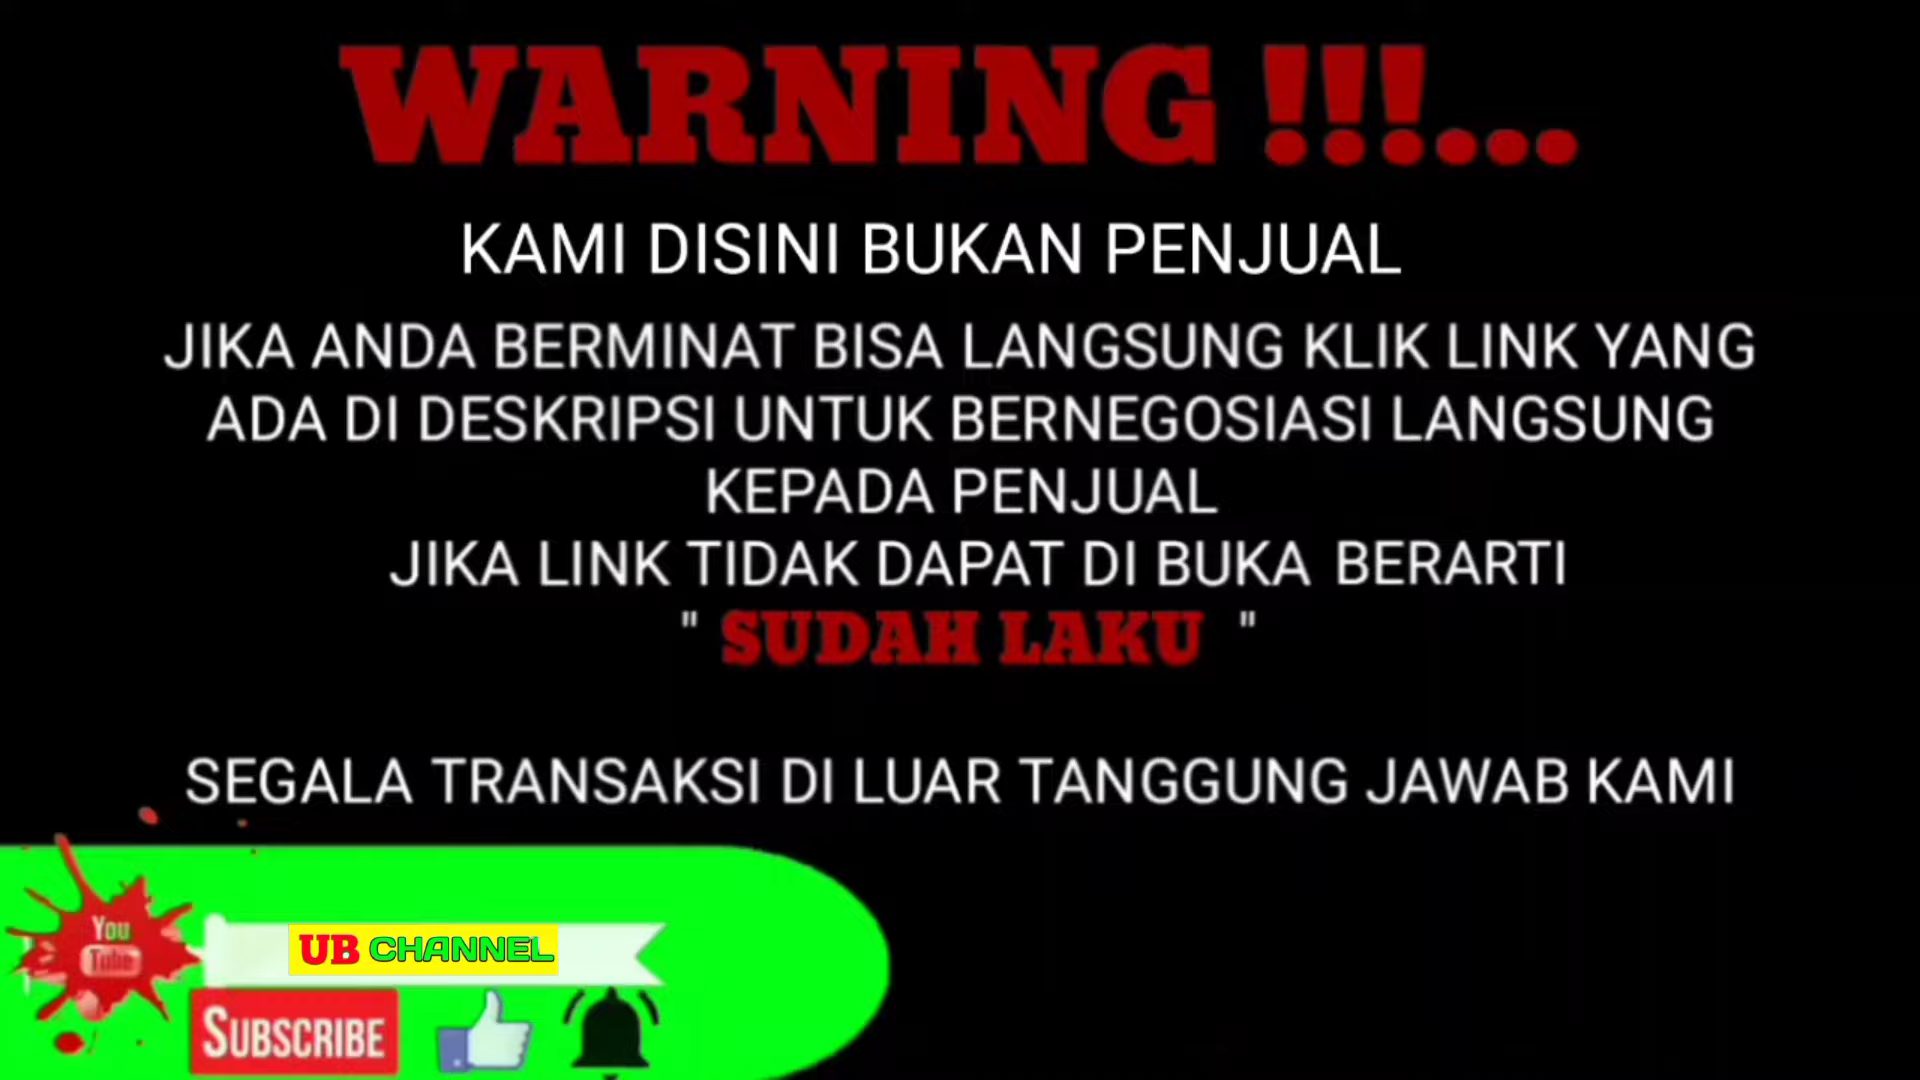 WARNING !!!...
KAMI DISINI BUKAN PENJUAL
JIKA ANDA BERMINAT BISA LANGSUNG KLIK LINK YANG
ADA DI DESKRIPSI UNTUK BERNEGOSIASI LANGSUNG
KEPADA PENJUAL
JIKA LINK TIDAK DAPAT DI BUKA BERARTI
" SUDAH LAKU "
SEGALA TRANSAKSI DI LUAR TANGGUNG JAWAB KAMI
You
Tube
UB CHANNEL
SUBSCRIBE